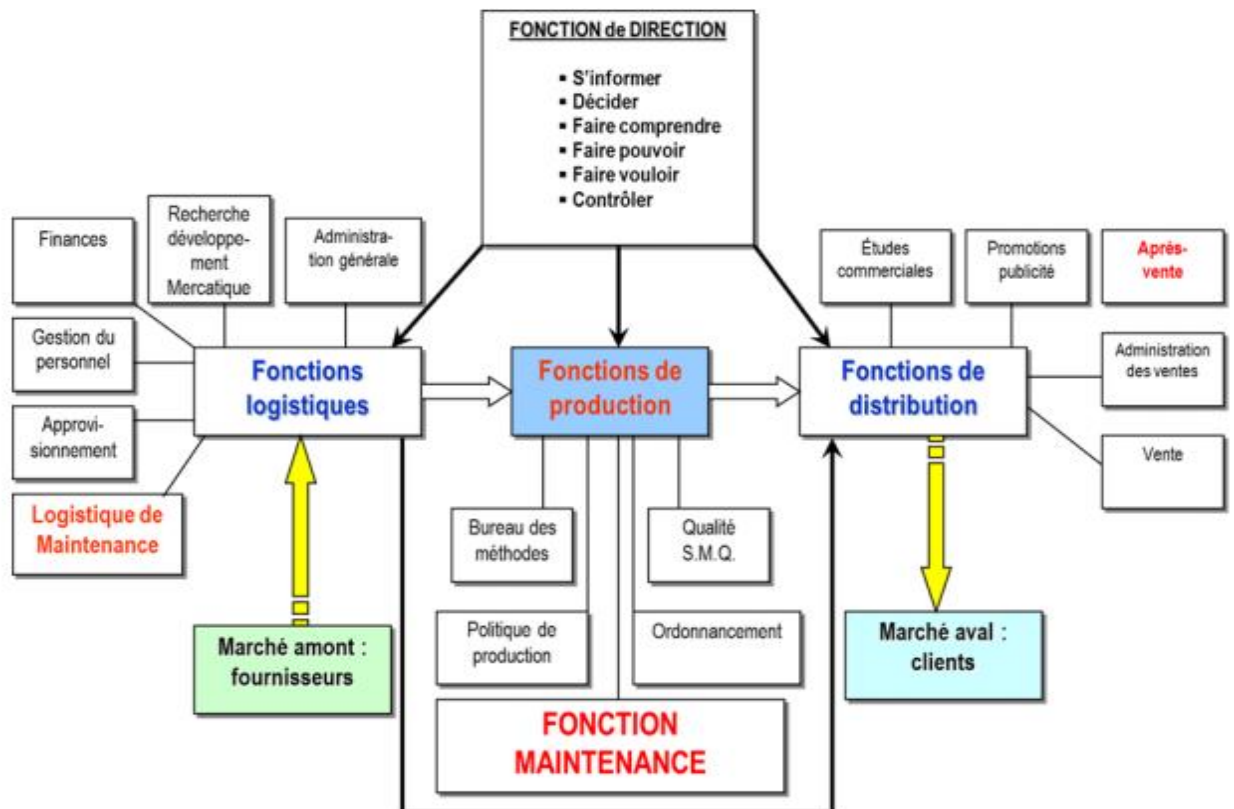 FONCTION de DIRECTION
▪ S'informer
▪ Décider
▪ Faire comprendre
▪ Faire pouvoir
▪ Faire vouloir
▪ Contrôler
Finances
Recherche
développe-
ment
Mercatique
Administra-
tion générale
Études
commerciales
Promotions
publicité
Après-
vente
Gestion du
personnel
Fonctions
logistiques
Fonctions de
production
Fonctions de
distribution
Administration
des ventes
Approvi-
sionnement
Vente
Logistique de
Maintenance
Bureau des
méthodes
Qualité
S.M.Q.
Politique de
production
Ordonnancement
Marché amont :
fournisseurs
Marché aval :
clients
FONCTION
MAINTENANCE